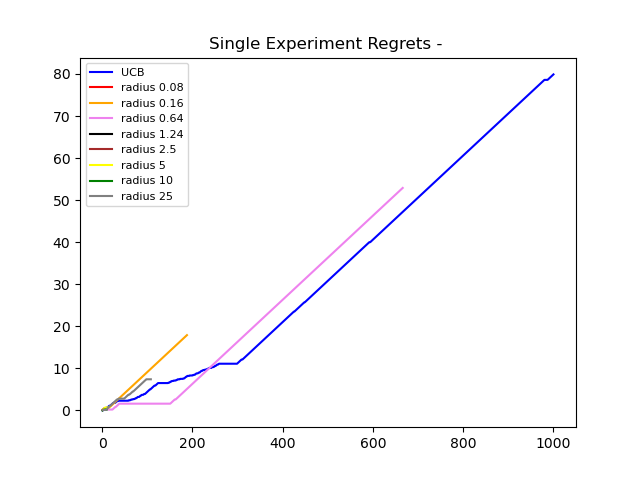 Single Experiment Regrets -
UCB
radius 0.08
radius 0.16
radius 0.64
radius 1.24
radius 2.5
radius 5
radius 10
radius 25
80
70
60
50
40
30
20
10
0
0 200 400 600 800 1000